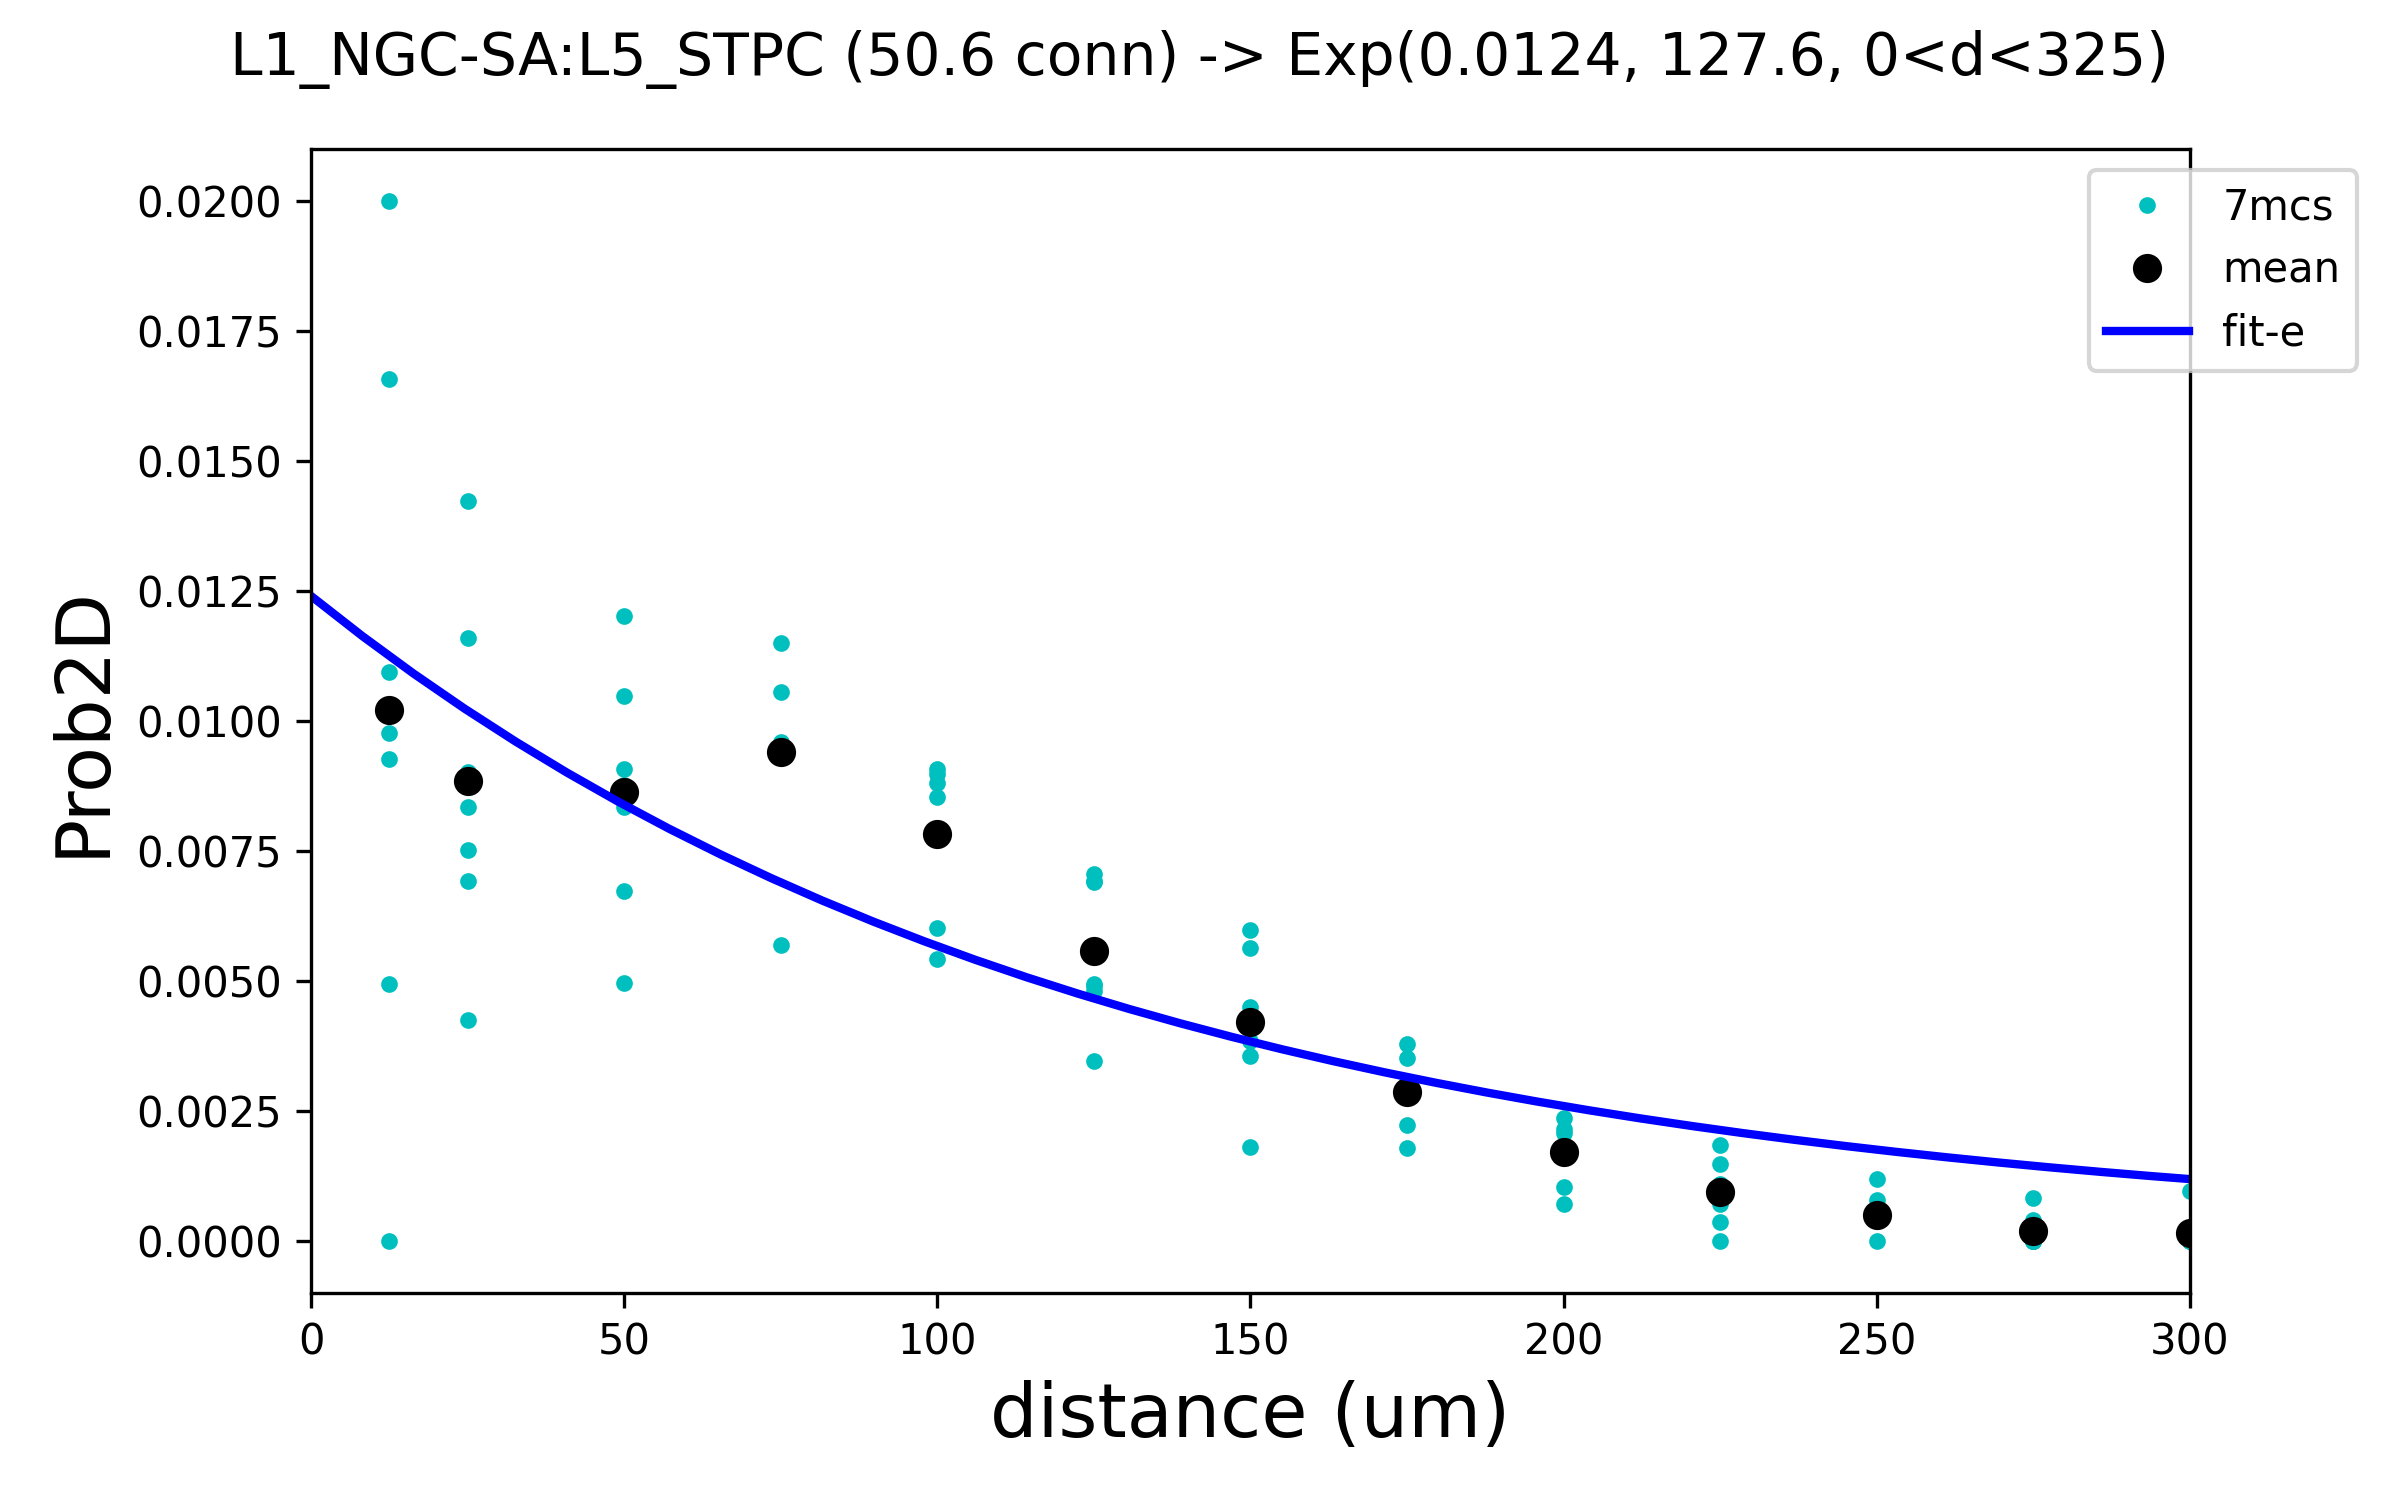 L1_NGC-SA:L5_STPC (50.6 conn) -> Exp(0.0124, 127.6, 0<d<325)
7mcs
mean
fit-e
0.0200
0.0175
0.0150
0.0125
0.0100
0.0075
0.0050
0.0025
0.0000
Prob2D
0 50 100 150 200 250 300
distance (um)